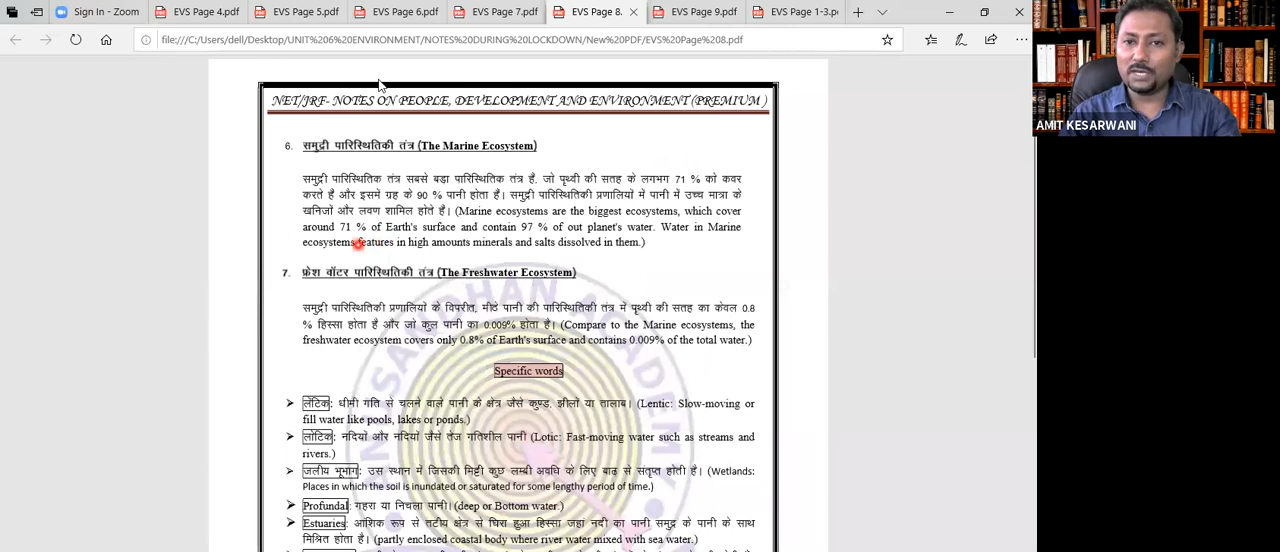 Sign In - Zoom
EVS Page 4.pdf
EVS Page 5.pdf
EVS Page 6.pdf
EVS Page 7.pdf
EVS Page 8.
EVS Page 9.pdf
EVS Page 1-3.p
file:///C:/Users/dell/Desktop/UNIT%209%20ENVIRONMENT/NOTES%20DURING%20LOCKDOWN/New%20PDF/EVS%20Page%208.pdf
AMIT KESARWANI
NET/JRF- NOTES ON PEOPLE, DEVELOPMENT AND ENVIRONMENT (PREMIUM )
6. समुद्री पारिस्थितिकी तंत्र (The Marine Ecosystem)
समुद्री पारिस्थितिक तंत्र सबसे बड़ा पारिस्थितिक तंत्र है, जो पृथ्वी की सतह के लगभग 71 % को कवर
करते है और इसमें ग्रह के 90 % पानी होता है। समुद्री पारिस्थितिकी प्रणालियों में पानी में उच्च मात्रा के
खनिजों और लवण शामिल होते है। (Marine ecosystems are the biggest ecosystems, which cover
around 71 % of Earth's surface and contain 97 % of out planet's water. Water in Marine
ecosystems features in high amounts minerals and salts dissolved in them.)
7. फ्रेश वॉटर पारिस्थितिकी तंत्र (The Freshwater Ecosystem)
समुद्री पारिस्थितिकी प्रणालियों के विपरीत, मीठे पानी की पारिस्थितिकी तंत्र में पृथ्वी की सतह का केवल 0.8
% हिस्सा होता है और जो कुल पानी का 0.009% होता है। (Compare to the Marine ecosystems, the
freshwater ecosystem covers only 0.8% of Earth's surface and contains 0.009% of the total water.)
Specific words
➢ लेंटिक: धीमी गति से चलने वाले पानी के क्षेत्र जैसे कुण्ड, झीलों या तालाब। (Lentic: Slow-moving or
fill water like pools, lakes or ponds.)
➢ लोटिक: नदियों और नदियों जैसे तेज गतिशील पानी (Lotic: Fast-moving water such as streams and
rivers.)
➢ जलीय भूभाग: उस स्थान में जिसकी मिट्टी कुछ लम्बी अवधि के लिए बाढ़ से संतृप्त होती है। (Wetlands:
Places in which the soil is inundated or saturated for some lengthy period of time.)
➢ Profundal: गहरा या निचला पानी। (deep or Bottom water.)
➢ Estuaries: आंशिक रूप से तटीय क्षेत्र से घिरा हुआ हिस्सा जहा नदी का पानी समुद्र के पानी के साथ
मिश्रित होता है। (partly enclosed coastal body where river water mixed with sea water.)